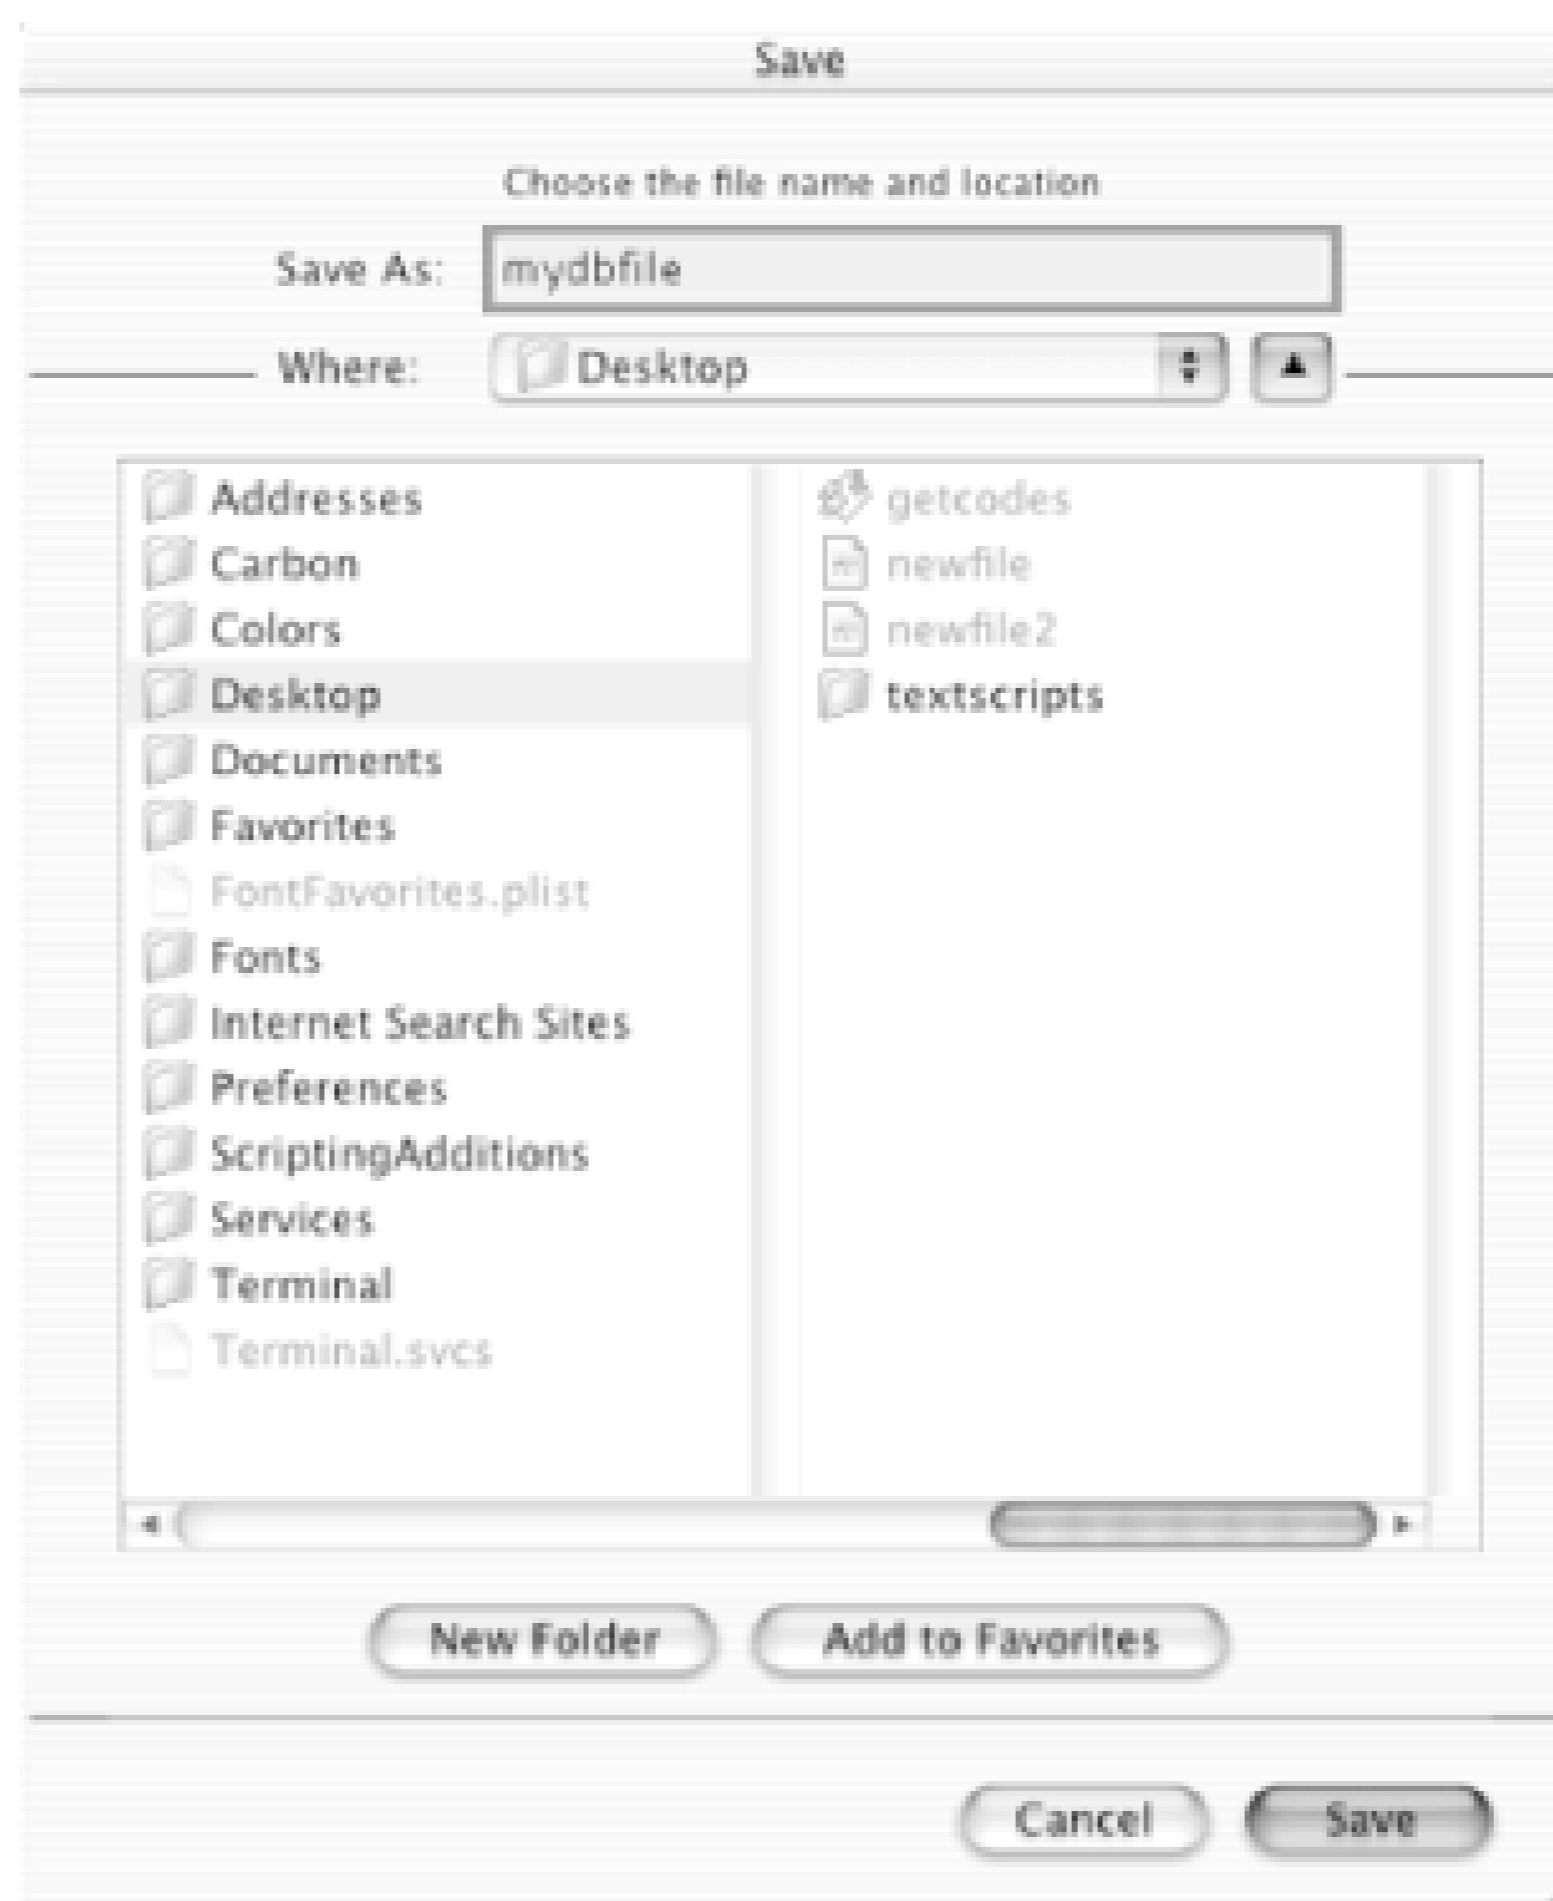 Save
Choose the file name and location
Save As: mydbfile
Where: Desktop
Addresses
Carbon
Colors
Desktop
Documents
Favorites
FontFavorites.plist
Fonts
Internet Search Sites
Preferences
ScriptingAdditions
Services
Terminal
Terminal.svcs
getcodes
newfile
newfile2
textscripts
New Folder Add to Favorites
Cancel Save